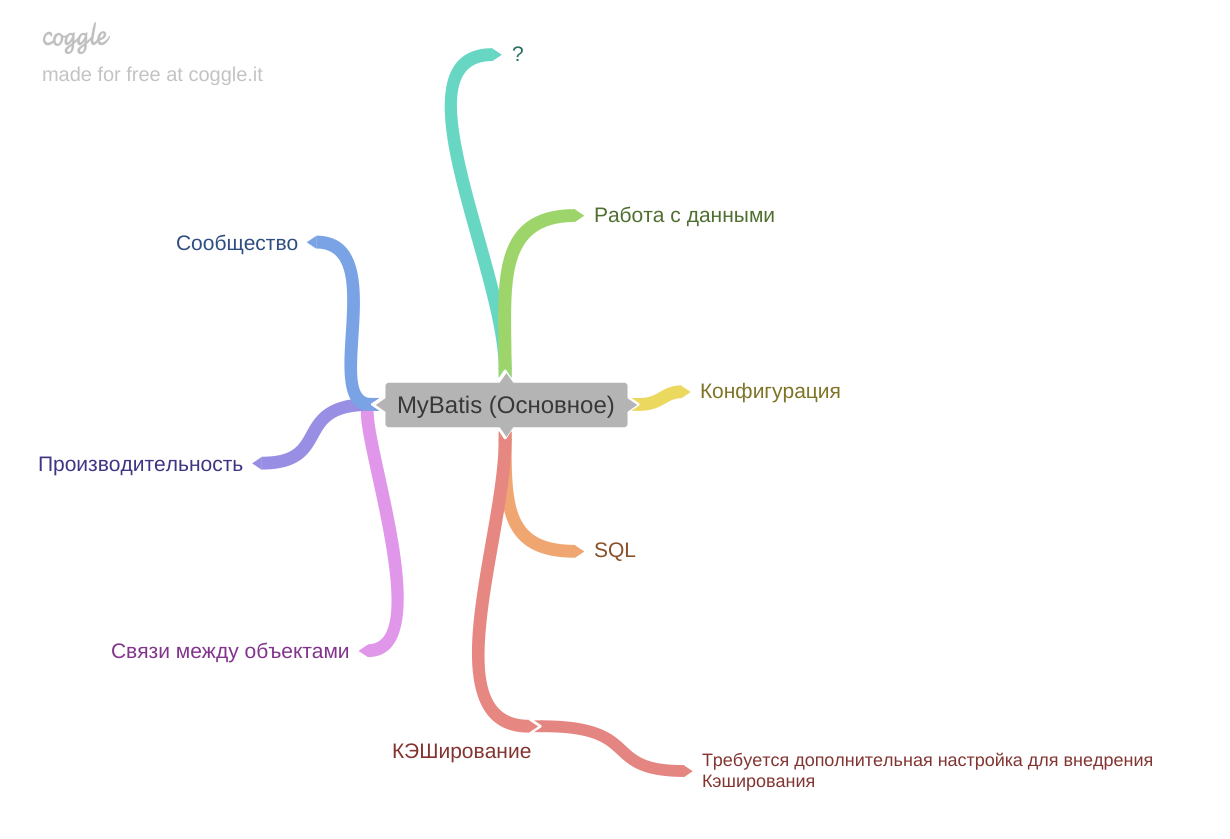 coggle
made for free at coggle.it
?
Работа с данными
Сообщество
Конфигурация
MyBatis (Основное)
Производительность
SQL
Связи между объектами
КЭШирование
Требуется дополнительная настройка для внедрения
Кэширования